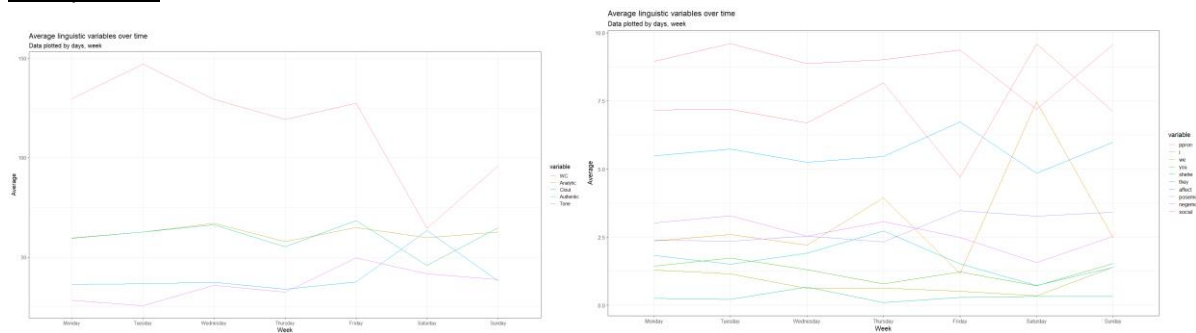 Average linguistic variables over time
Data plotted by days, week
150
100
50
Average
Monday
Tuesday
Wednesday
Thursday
Friday
Saturday
Sunday
Week
variable
WC
Analytic
Clout
Authentic
Tone
Average linguistic variables over time
Data plotted by days, week
10.0
7.5
5.0
2.5
0.0
Average
Monday
Tuesday
Wednesday
Thursday
Friday
Saturday
Sunday
Week
variable
ppron
i
we
you
shehe
they
affect
posemo
negemo
social